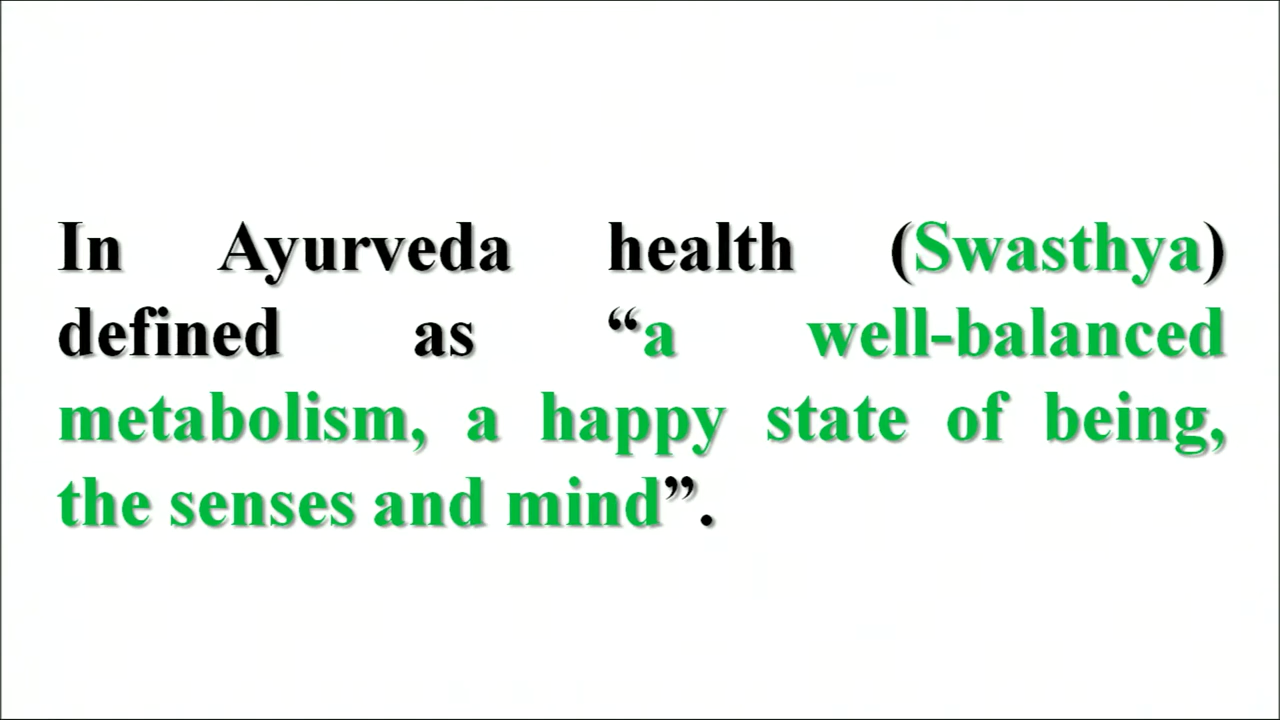 In Ayurveda health (Swasthya)
defined as “a well-balanced
metabolism, a happy state of being,
the senses and mind”.